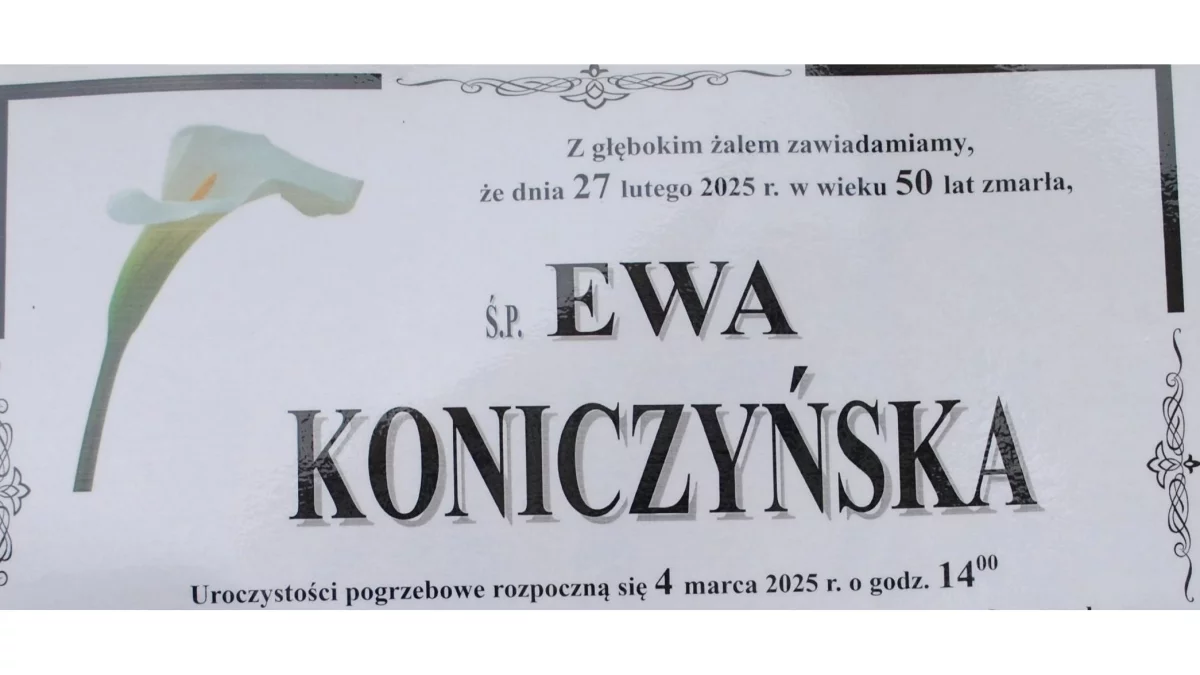 Z głębokim żalem zawiadamiamy,
że dnia 27 lutego 2025 r. w wieku 50 lat zmarła,
Ś.P. EWA
KONICZYŃSKA
Uroczystości pogrzebowe rozpoczną się 4 marca 2025 r. o godz. 14⁰⁰